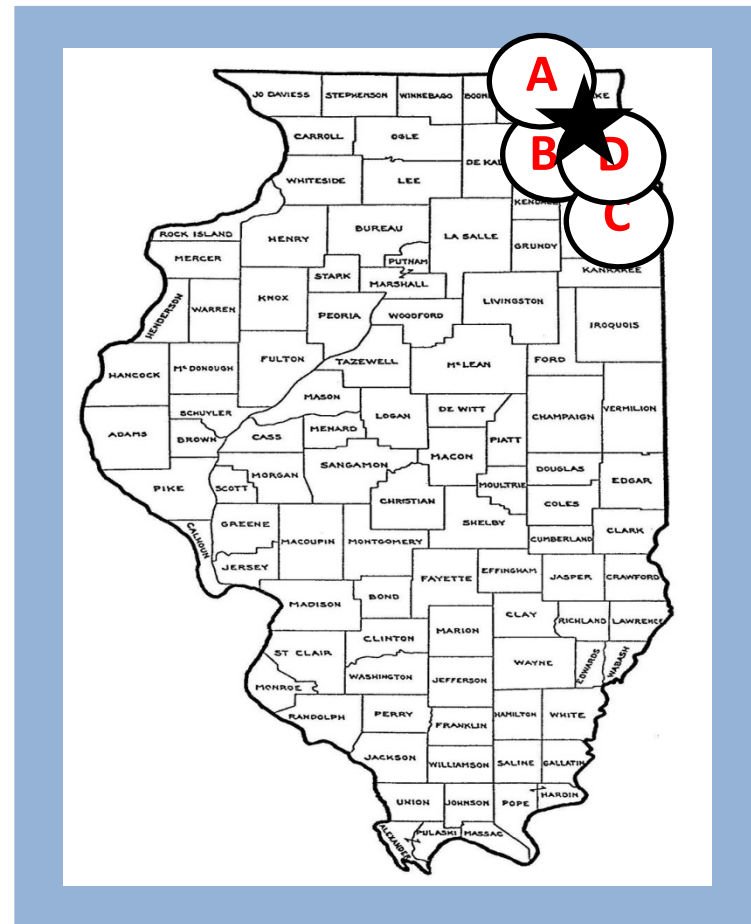 A
JO DAVIESS STEPHENSON WINNEBAGO BOONE KE
CARROLL OGLE
DE KAL B D
WHITESIDE LEE
KENDALL
ROCK ISLAND HENRY BUREAU LA SALLE C
MERCER PUTNAM GRUNDY
STARK MARSHALL KANKAKEE
HENDERSON WARREN KNOX PEORIA WOODFORD LIVINGSTON IROQUOIS
HANCOCK McDONOUGH FULTON TAZEWELL McLEAN FORD
MASON
SCHUYLER LOGAN DE WITT CHAMPAIGN VERMILION
ADAMS BROWN CASS MENARD PIATT
MACON
PIKE SCOTT MORGAN SANGAMON DOUGLAS EDGAR
CHRISTIAN MOULTRIE COLES
CALHOUN GREENE MACOUPIN MONTGOMERY SHELBY CUMBERLAND CLARK
JERSEY FAYETTE EFFINGHAM JASPER CRAWFORD
MADISON BOND
CLAY RICHLAND LAWRENCE
ST CLAIR CLINTON MARION
WASHINGTON JEFFERSON WAYNE EDWARDS WABASH
MONROE
RANDOLPH PERRY FRANKLIN HAMILTON WHITE
JACKSON WILLIAMSON SALINE GALLATIN
UNION JOHNSON POPE HARDIN
ALEXANDER PULASKI MASSAC